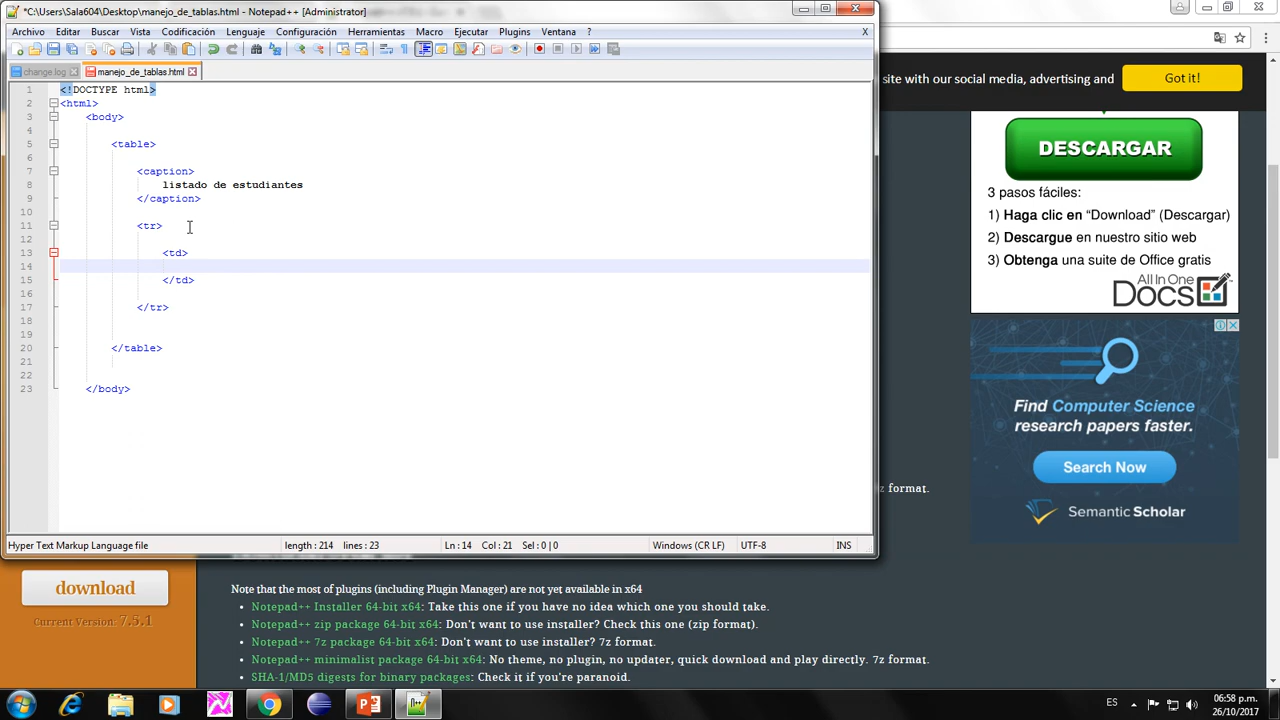 *C:\Users\Sala604\Desktop\manejo_de_tablas.html - Notepad++ [Administrator]
Archivo Editar Buscar Vista Codificación Lenguaje Configuración Herramientas Macro Ejecutar Plugins Ventana ? X
change.log manejo_de_tablas.html
1 <!DOCTYPE html>
2 <html>
3 <body>
4
5 <table>
6
7 <caption>
8 listado de estudiantes
9 </caption>
10
11 <tr>
12
13 <td>
14
15 </td>
16
17 </tr>
18
19
20 </table>
21
22
23 </body>
Hyper Text Markup Language file length : 214 lines : 23 Ln : 14 Col : 21 Sel : 0 | 0 Windows (CR LF) UTF-8 INS
site with our social media, advertising and Got it!
DESCARGAR
3 pasos fáciles:
1) Haga clic en “Download” (Descargar)
2) Descargue en nuestro sitio web
3) Obtenga una suite de Office gratis
All In One
Docs
Find Computer Science
research papers faster.
Search Now
Semantic Scholar
z format.
download
Current Version: 7.5.1
Note that the most of plugins (including Plugin Manager) are not yet available in x64
• Notepad++ Installer 64-bit x64: Take this one if you have no idea which one you should take.
• Notepad++ zip package 64-bit x64: Don't want to use installer? Check this one (zip format).
• Notepad++ 7z package 64-bit x64: Don't want to use installer? 7z format.
• Notepad++ minimalist package 64-bit x64: No theme, no plugin, no updater, quick download and play directly. 7z format.
• SHA-1/MD5 digests for binary packages: Check it if you're paranoid.
ES 06:58 p.m.
26/10/2017